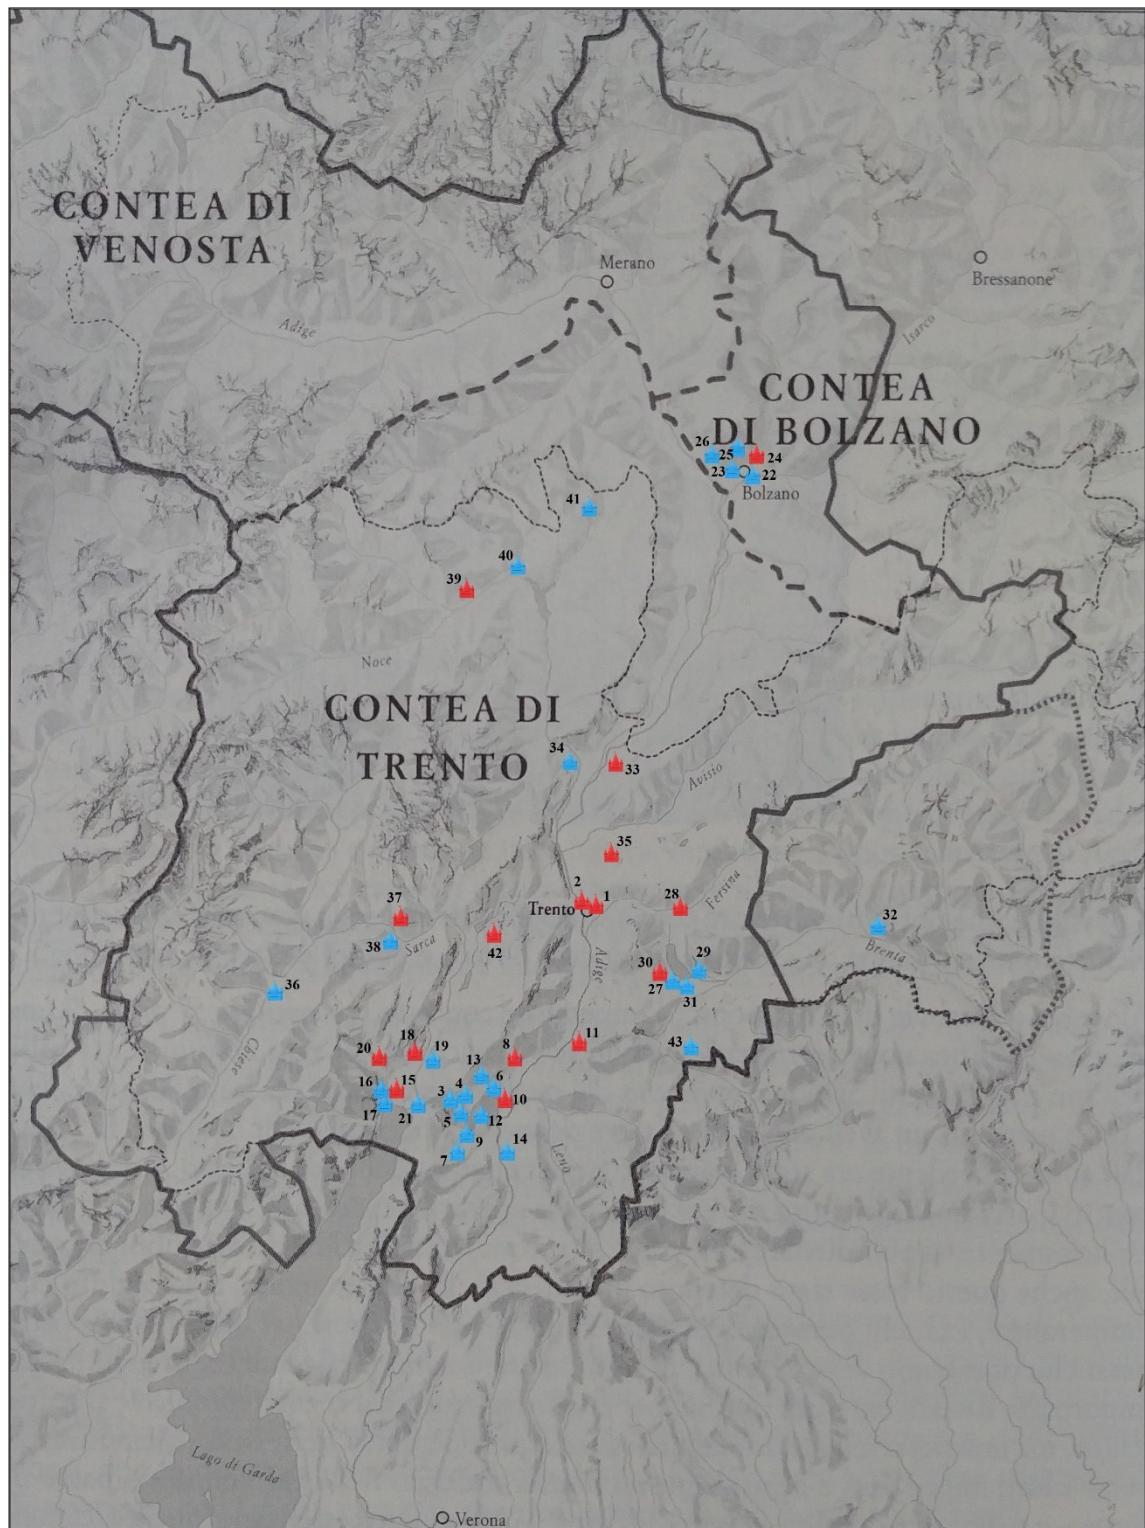 CONTEA DI
VENOSTA
Merano
Bressanone
Adige
Isarco
CONTEA
DI BOLZANO
26
25
24
23
22
Bolzano
41
40
39
Noce
CONTEA DI
TRENTO
34
33
Avisio
35
2
1
Trento
28
Fersina
37
38
Sarca
42
32
Brenta
Adige
30
29
27
31
36
Chiese
11
43
20
18
19
8
13
16
15
3
4
6
10
17
21
5
12
9
7
14
Leno
Lago di Garda
Verona